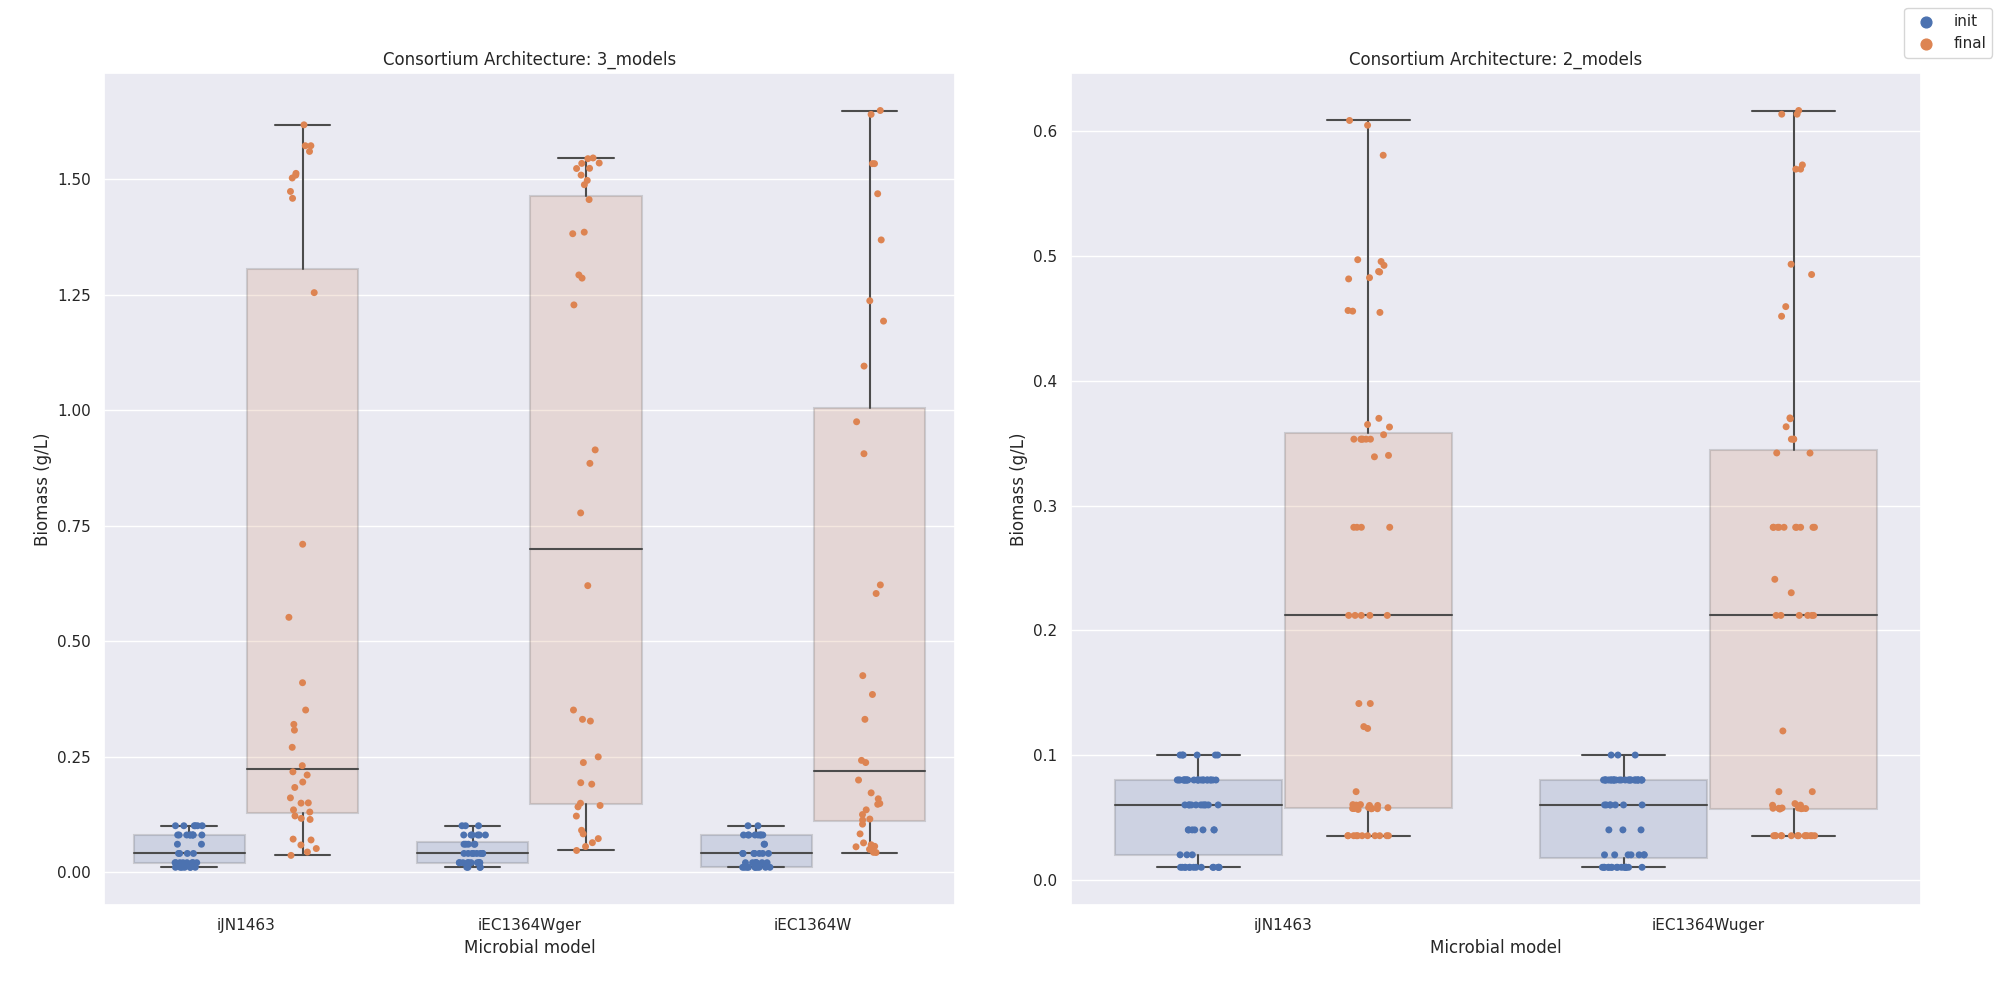 init
final
Consortium Architecture: 3_models
Biomass (g/L)
1.50
1.25
1.00
0.75
0.50
0.25
0.00
iJN1463
iEC1364Wger
iEC1364W
Microbial model
Consortium Architecture: 2_models
Biomass (g/L)
0.6
0.5
0.4
0.3
0.2
0.1
0.0
iJN1463
iEC1364Wuger
Microbial model